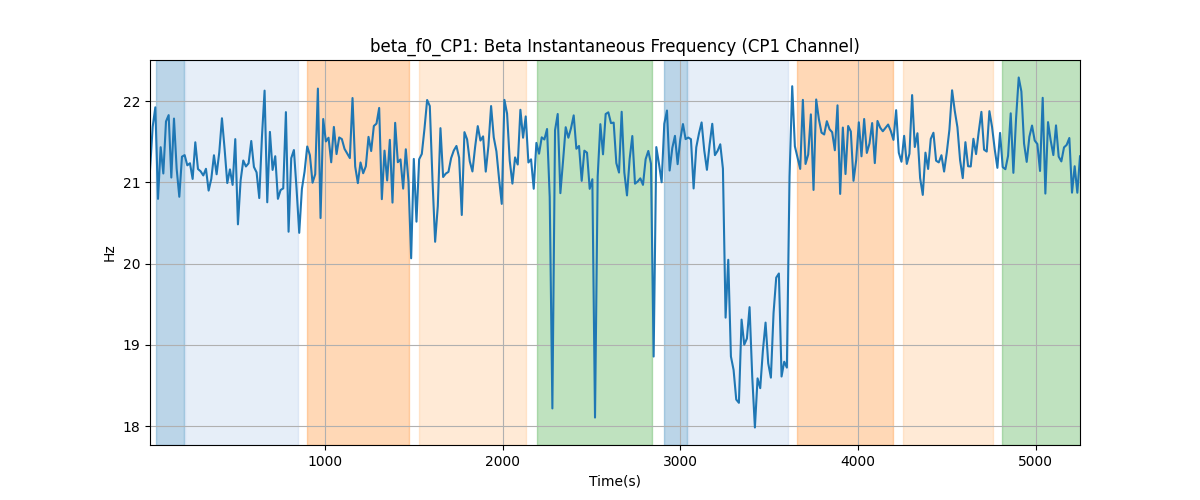 beta_f0_CP1: Beta Instantaneous Frequency (CP1 Channel)
22
21
20
19
18
Hz
1000 2000 3000 4000 5000
Time(s)